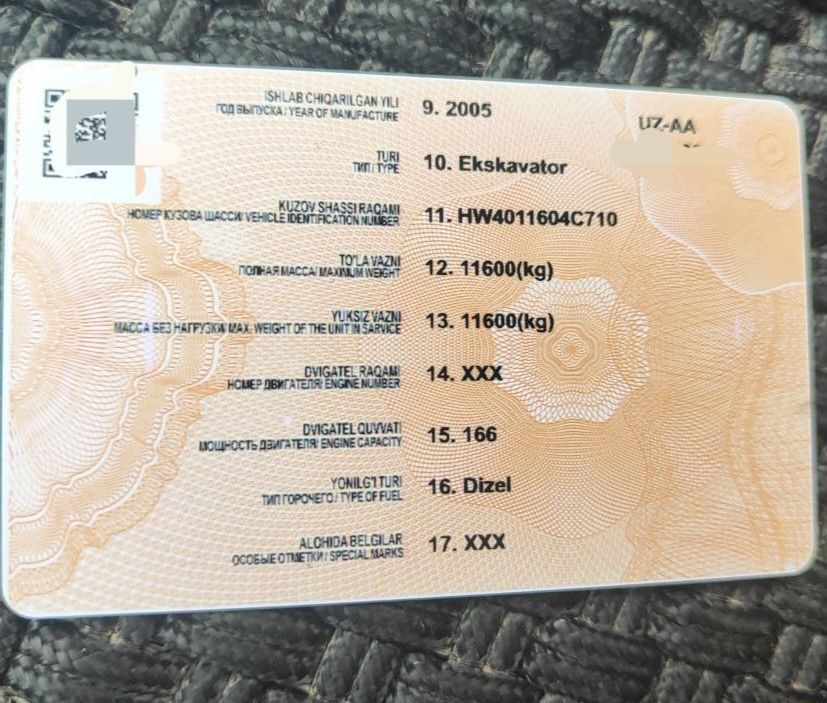 ISHLAB CHIQARILGAN YILI
ГОД ВЫПУСКА / YEAR OF MANUFACTURE
9. 2005
UZ-AA
TURI
ТИП / TYPE
10. Ekskavator
KUZOV SHASSI RAQAMI
НОМЕР КУЗОВА ШАССИ/ VEHICLE IDENTIFICATION NUMBER
11. HW4011604C710
TO'LA VAZNI
ПОЛНАЯ МАССА/ MAXIMUM WEIGHT
12. 11600(kg)
YUKSIZ VAZNI
МАССА БЕЗ НАГРУЗКИ/ MAX. WEIGHT OF THE UNIT IN SARVICE
13. 11600(kg)
DVIGATEL RAQAMI
НОМЕР ДВИГАТЕЛЯ/ ENGINE NUMBER
14. XXX
DVIGATEL QUVVATI
МОЩНОСТЬ ДВИГАТЕЛЯ/ ENGINE CAPACITY
15. 166
YONILG'I TURI
ТИП ГОРОЧЕГО / TYPE OF FUEL
16. Dizel
ALOHIDA BELGILAR
ОСОБЫЕ ОТМЕТКИ / SPECIAL MARKS
17. XXX